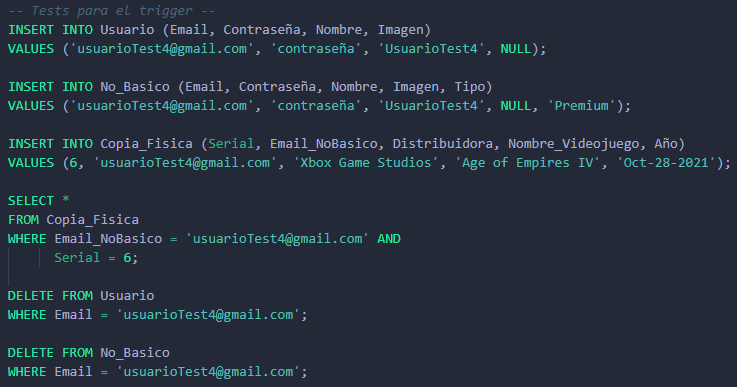 -- Tests para el trigger --
INSERT INTO Usuario (Email, Contraseña, Nombre, Imagen)
VALUES ('usuarioTest4@gmail.com', 'contraseña', 'UsuarioTest4', NULL);
INSERT INTO No_Basico (Email, Contraseña, Nombre, Imagen, Tipo)
VALUES ('usuarioTest4@gmail.com', 'contraseña', 'UsuarioTest4', NULL, 'Premium');
INSERT INTO Copia_Fisica (Serial, Email_NoBasico, Distribuidora, Nombre_Videojuego, Año)
VALUES (6, 'usuarioTest4@gmail.com', 'Xbox Game Studios', 'Age of Empires IV', 'Oct-28-2021');
SELECT *
FROM Copia_Fisica
WHERE Email_NoBasico = 'usuarioTest4@gmail.com' AND
Serial = 6;
DELETE FROM Usuario
WHERE Email = 'usuarioTest4@gmail.com';
DELETE FROM No_Basico
WHERE Email = 'usuarioTest4@gmail.com';